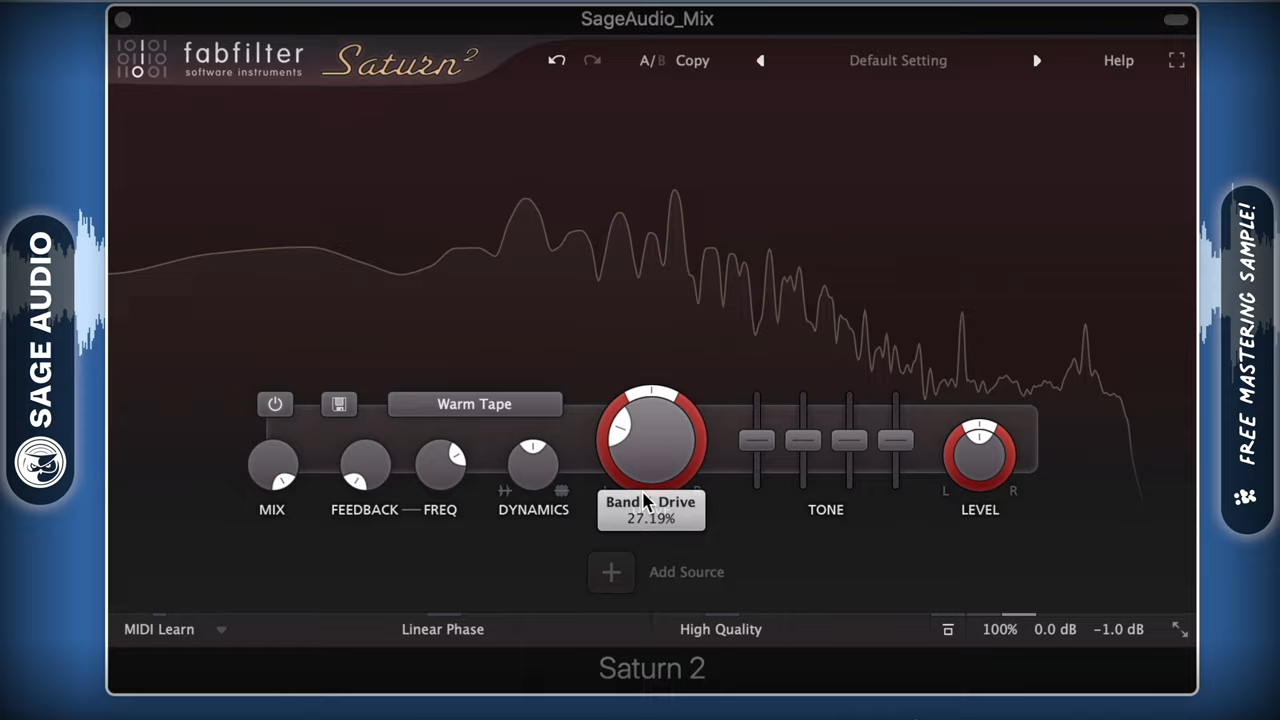 SageAudio_Mix
fabfilter
software instruments
Saturn 2
A/B Copy
Default Setting
Help
SAGE AUDIO
FREE MASTERING SAMPLE!
Warm Tape
MIX
FEEDBACK
FREQ
DYNAMICS
Band Drive
27.19%
TONE
L
R
LEVEL
+
Add Source
MIDI Learn
Linear Phase
High Quality
100%
0.0 dB
-1.0 dB
Saturn 2